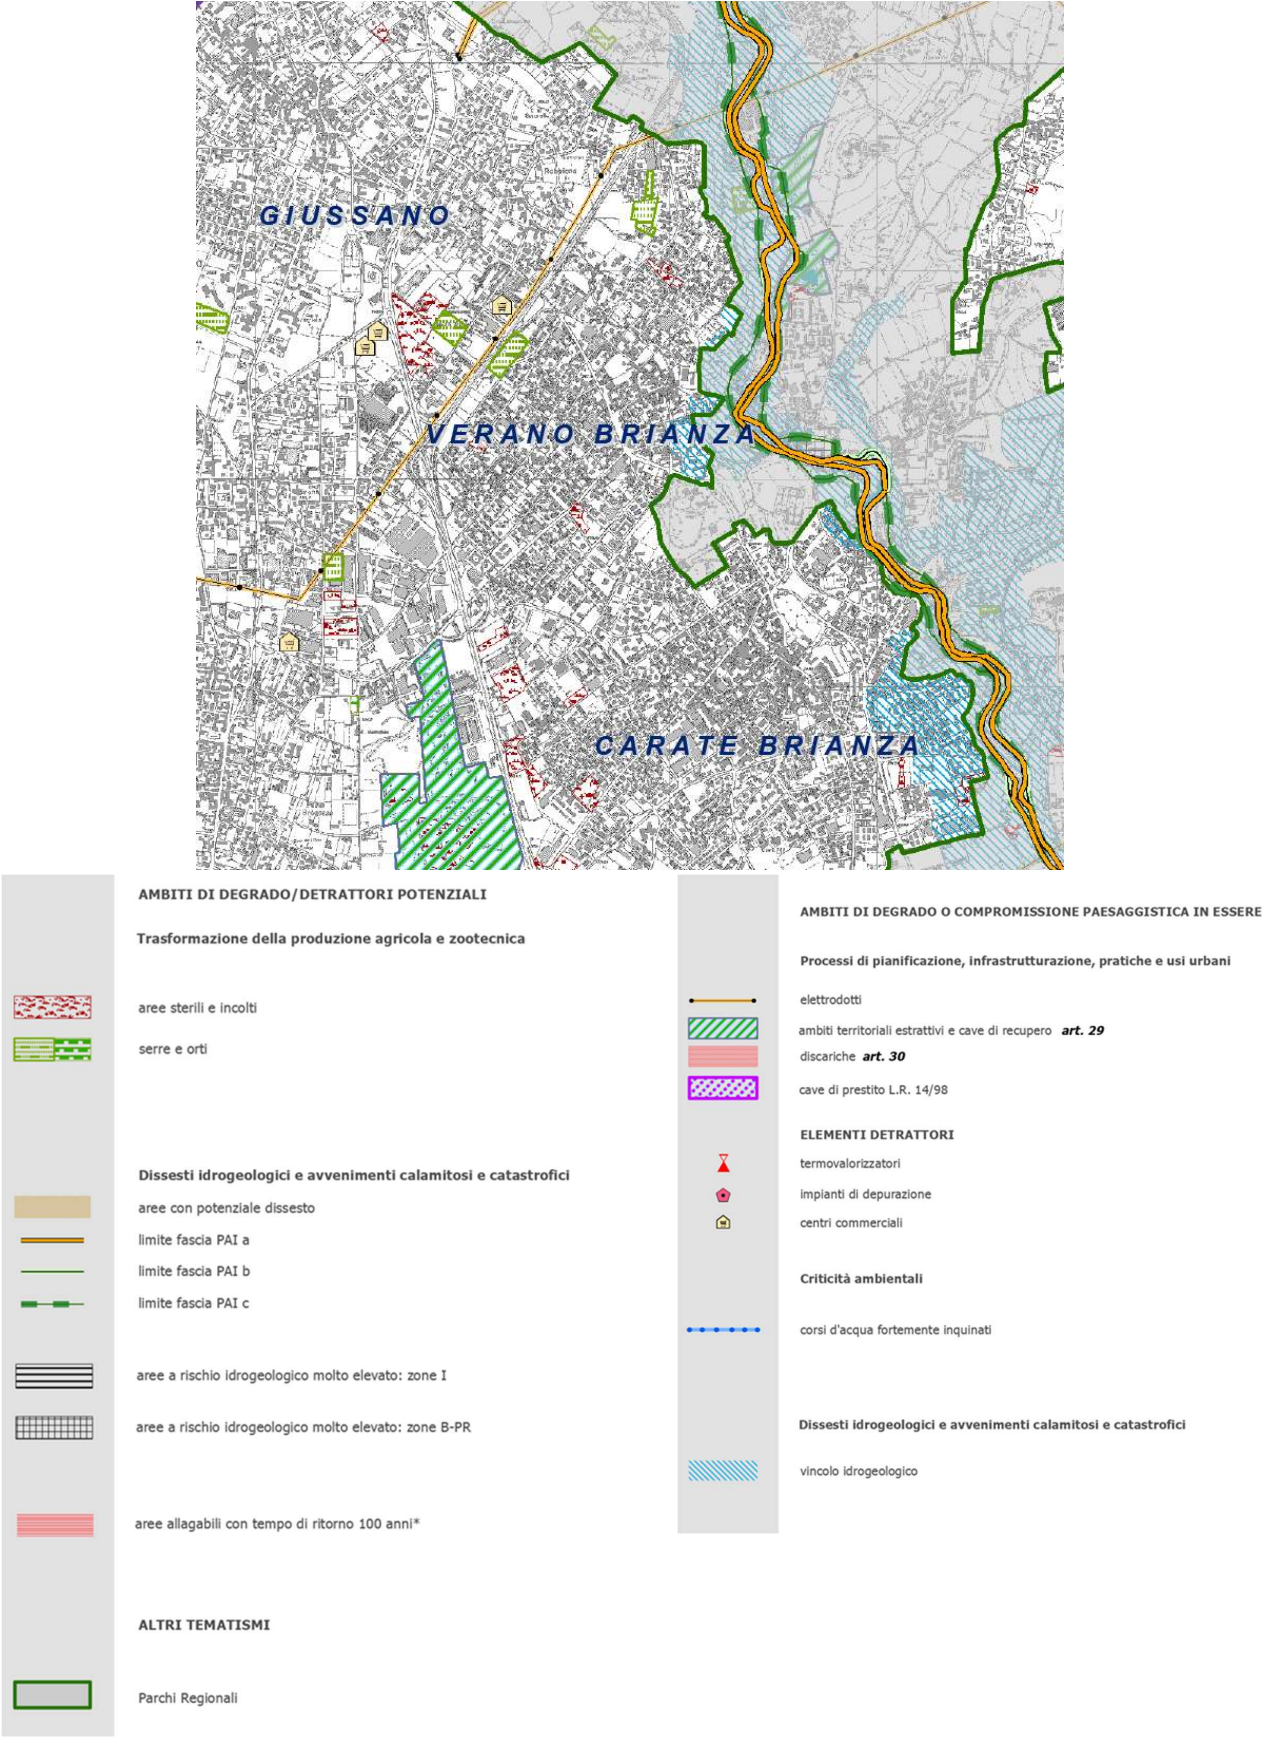 GIUSSANO
VERANO BRIANZA
CARATE BRIANZA
AMBITI DI DEGRADO/DETRATTORI POTENZIALI
Trasformazione della produzione agricola e zootecnica
aree sterili e incolti
serre e orti
Dissesti idrogeologici e avvenimenti calamitosi e catastrofici
aree con potenziale dissesto
limite fascia PAI a
limite fascia PAI b
limite fascia PAI c
aree a rischio idrogeologico molto elevato: zone I
aree a rischio idrogeologico molto elevato: zone B-PR
aree allagabili con tempo di ritorno 100 anni*
ALTRI TEMATISMI
Parchi Regionali
AMBITI DI DEGRADO O COMPROMISSIONE PAESAGGISTICA IN ESSERE
Processi di pianificazione, infrastrutturazione, pratiche e usi urbani
elettrodotti
ambiti territoriali estrattivi e cave di recupero art. 29
discariche art. 30
cave di prestito L.R. 14/98
ELEMENTI DETRATTORI
termovalorizzatori
impianti di depurazione
centri commerciali
Criticità ambientali
corsi d'acqua fortemente inquinati
Dissesti idrogeologici e avvenimenti calamitosi e catastrofici
vincolo idrogeologico